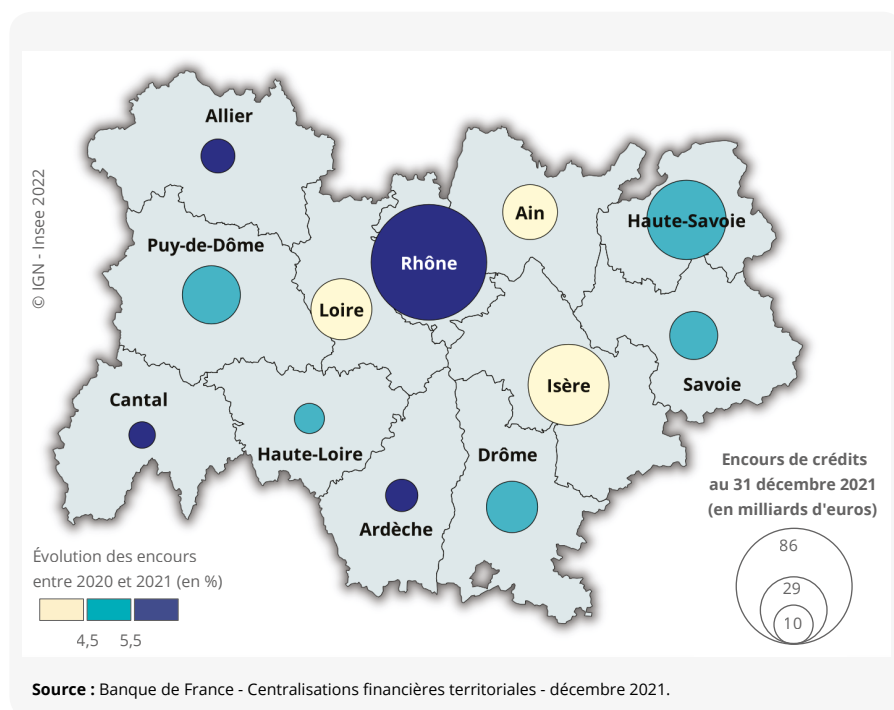 © IGN - Insee 2022
Allier
Puy-de-Dôme
Loire
Rhône
Ain
Haute-Savoie
Cantal
Haute-Loire
Ardèche
Drôme
Isère
Savoie
Encours de crédits
au 31 décembre 2021
(en milliards d'euros)
86
29
10
Évolution des encours
entre 2020 et 2021 (en %)
4,5 5,5
Source : Banque de France - Centralisations financières territoriales - décembre 2021.